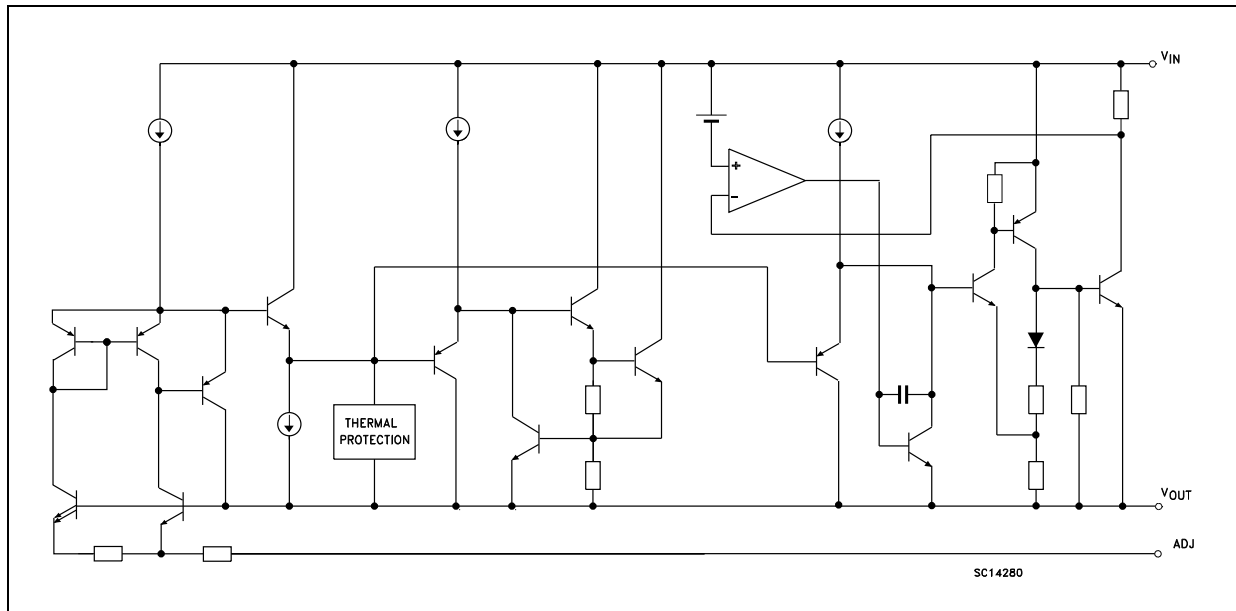 VIN
+
-
THERMAL
PROTECTION
VOUT
ADJ
SC14280